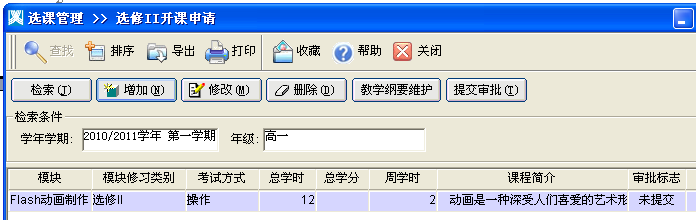 选课管理 >> 选修II开课申请
查找 排序 导出 打印 收藏 帮助 关闭
检索(I) 增加(N) 修改(M) 删除(D) 教学纲要维护 提交审批(T)
检索条件
学年学期: 2010/2011学年 第一学期 年级: 高一
模块 模块修习类别 考试方式 总学时 总学分 周学时 课程简介 审批标志
Flash动画制作 选修II 操作 12 2 动画是一种深受人们喜爱的艺术形 未提交